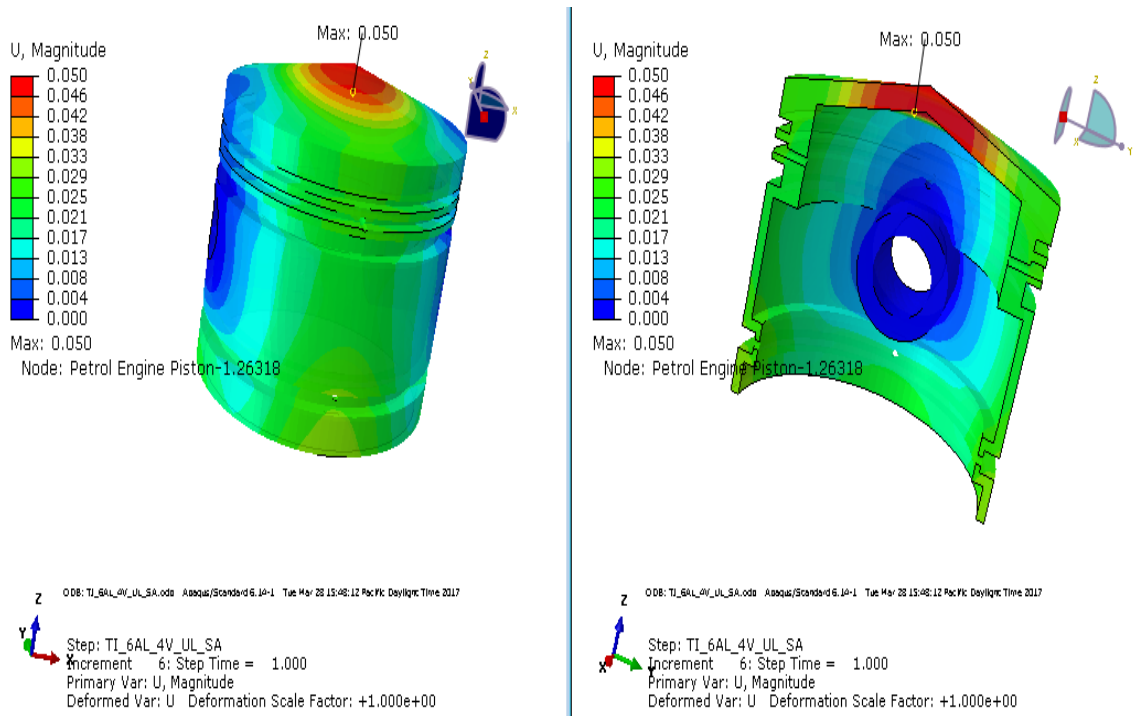 Max: 0.050
U, Magnitude
0.050
0.046
0.042
0.038
0.033
0.029
0.025
0.021
0.017
0.013
0.008
0.004
0.000
Max: 0.050
Node: Petrol Engine Piston-1.26318
Z
Y
X
ODB: TI_6AL_4V_UL_SA.odb Abaqus/Standard 6.14-1 Tue Mar 28 15:48:12 Pacific Daylight Time 2017
Z
Y
X
Step: TI_6AL_4V_UL_SA
Increment 6: Step Time = 1.000
Primary Var: U, Magnitude
Deformed Var: U Deformation Scale Factor: +1.000e+00
Max: 0.050
U, Magnitude
0.050
0.046
0.042
0.038
0.033
0.029
0.025
0.021
0.017
0.013
0.008
0.004
0.000
Max: 0.050
Node: Petrol Engine Piston-1.26318
Z
X
Y
ODB: TI_6AL_4V_UL_SA.odb Abaqus/Standard 6.14-1 Tue Mar 28 15:48:12 Pacific Daylight Time 2017
Z
X
Y
Step: TI_6AL_4V_UL_SA
Increment 6: Step Time = 1.000
Primary Var: U, Magnitude
Deformed Var: U Deformation Scale Factor: +1.000e+00